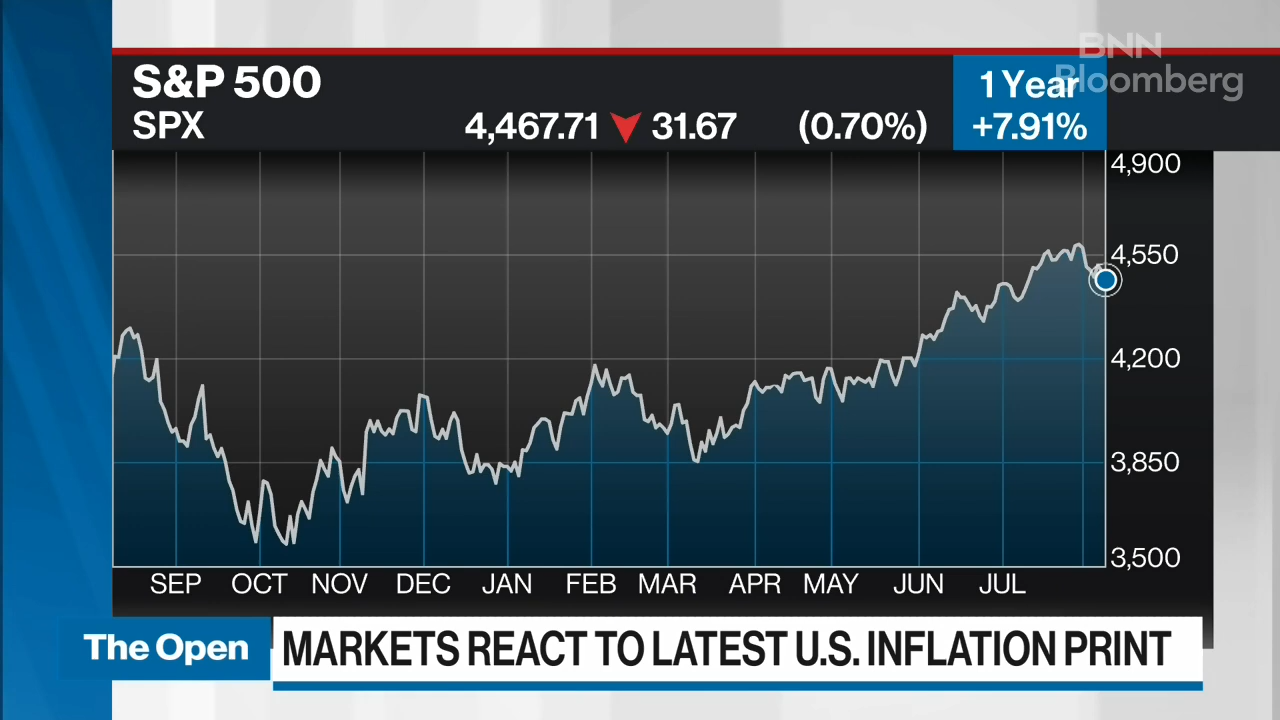 BNN
Bloomberg
S&P 500
SPX
4,467.71 31.67 (0.70%)
1 Year
+7.91%
4,900
4,550
4,200
3,850
3,500
SEP OCT NOV DEC JAN FEB MAR APR MAY JUN JUL
The Open
MARKETS REACT TO LATEST U.S. INFLATION PRINT